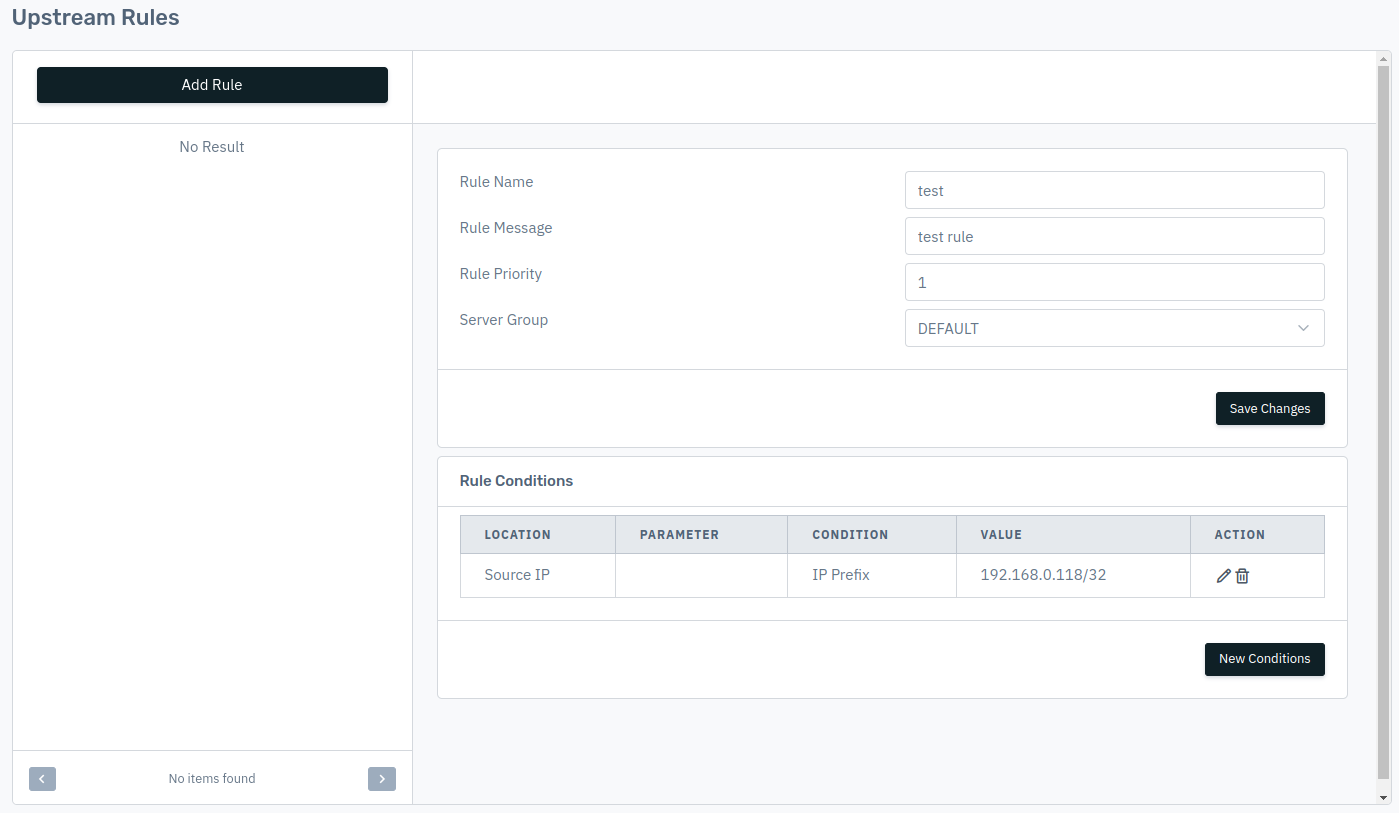 Upstream Rules
Add Rule
No Result
No items found
Rule Name
test
Rule Message
test rule
Rule Priority
1
Server Group
DEFAULT
Save Changes
Rule Conditions
LOCATION PARAMETER CONDITION VALUE ACTION
Source IP IP Prefix 192.168.0.118/32
New Conditions